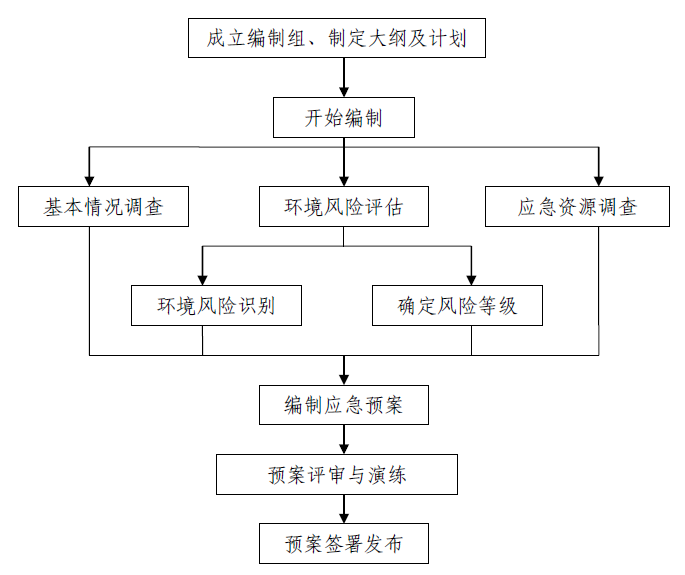 成立编制组、制定大纲及计划
开始编制
基本情况调查
环境风险评估
应急资源调查
环境风险识别
确定风险等级
编制应急预案
预案评审与演练
预案签署发布